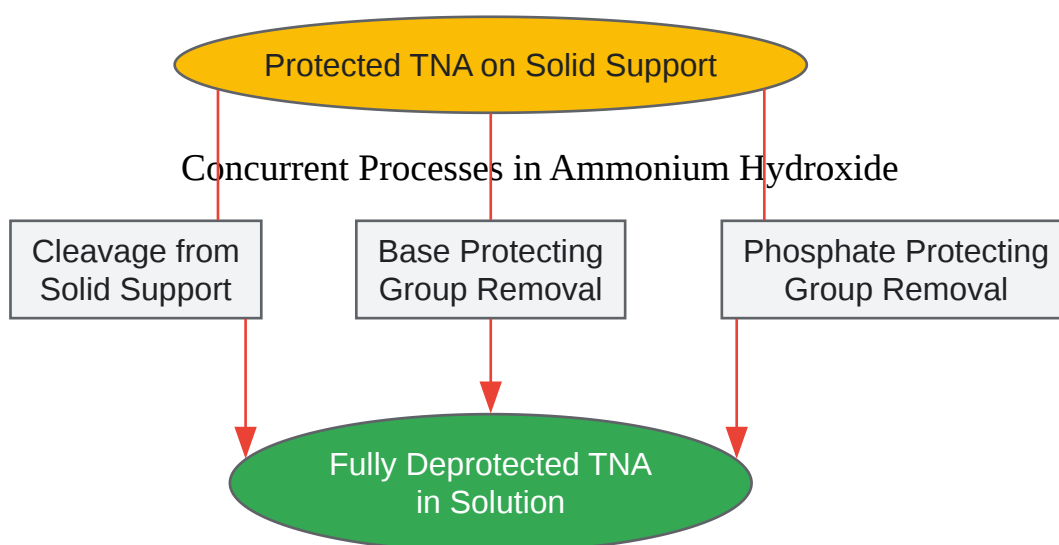 Protected TNA on Solid Support
Concurrent Processes in Ammonium Hydroxide
Cleavage from
Solid Support
Base Protecting
Group Removal
Phosphate Protecting
Group Removal
Fully Deprotected TNA
in Solution